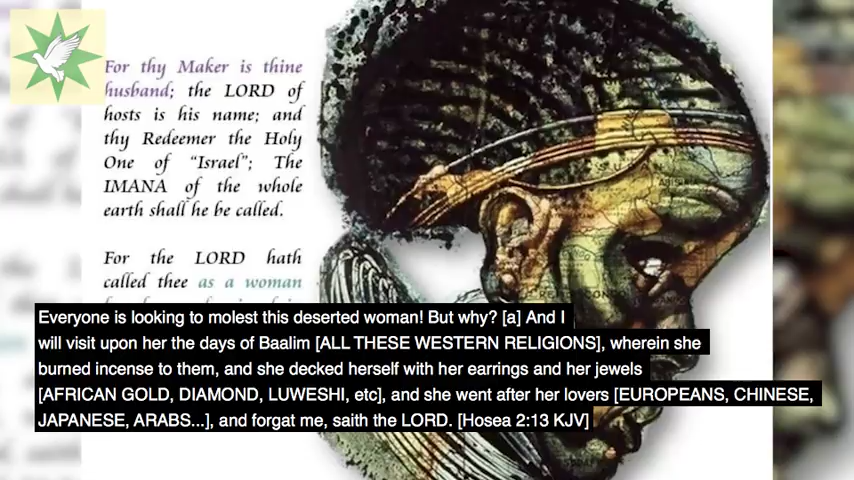 For thy Maker is thine
husband; the LORD of
hosts is his name; and
thy Redeemer the Holy
One of "Israel"; The
IMANA of the whole
earth shall he be called.
For the LORD hath
called thee as a woman
Everyone is looking to molest this deserted woman! But why? [a] And I
will visit upon her the days of Baalim [ALL THESE WESTERN RELIGIONS], wherein she
burned incense to them, and she decked herself with her earrings and her jewels
[AFRICAN GOLD, DIAMOND, LUWESHI, etc], and she went after her lovers [EUROPEANS, CHINESE,
JAPANESE, ARABS...], and forgat me, saith the LORD. [Hosea 2:13 KJV]